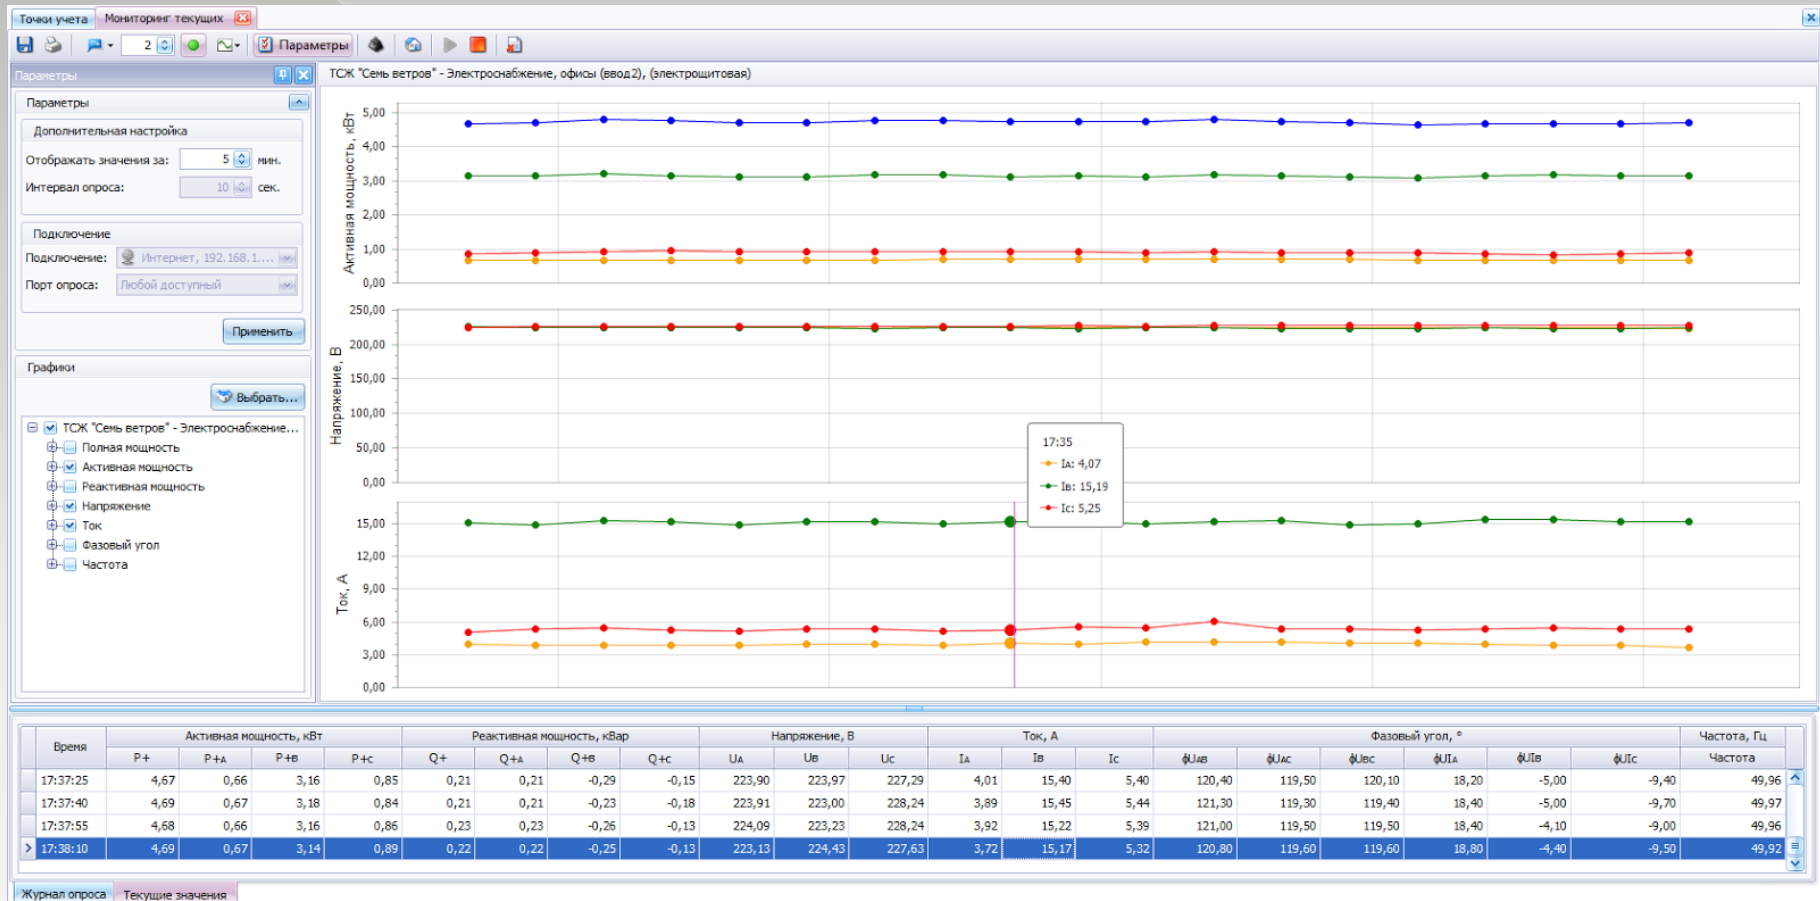 Точки учета Мониторинг текущих
2 Параметры
Параметры
Параметры
Дополнительная настройка
Отображать значения за: 5 мин.
Интервал опроса: 10 сек.
Подключение
Подключение: Интернет, 192.168.1....
Порт опроса: Любой доступный
Применить
Графики
Выбрать...
ТСЖ "Семь ветров" - Электроснабжение...
Полная мощность
Активная мощность
Реактивная мощность
Напряжение
Ток
Фазовый угол
Частота
ТСЖ "Семь ветров" - Электроснабжение, офисы (ввод2), (электрощитовая)
Активная мощность, кВт
5,00
4,00
3,00
2,00
1,00
0,00
Напряжение, В
250,00
200,00
150,00
100,00
50,00
0,00
Ток, А
15,00
12,00
9,00
6,00
3,00
0,00
17:35
IA: 4,07
IB: 15,19
IC: 5,25
Время Активная мощность, кВт Реактивная мощность, кВар Напряжение, В Ток, А Фазовый угол, ° Частота, Гц
P+ P+A P+B P+C Q+ Q+A Q+B Q+C UA UB UC IA IB IC ϕUAB ϕUAC ϕUBC ϕUIA ϕUIB ϕUIC Частота
17:37:25 4,67 0,66 3,16 0,85 0,21 0,21 -0,29 -0,15 223,90 223,97 227,29 4,01 15,40 5,40 120,40 119,50 120,10 18,20 -5,00 -9,40 49,96
17:37:40 4,69 0,67 3,18 0,84 0,21 0,21 -0,23 -0,18 223,91 223,00 228,24 3,89 15,45 5,44 121,30 119,30 119,40 18,40 -5,00 -9,70 49,97
17:37:55 4,68 0,66 3,16 0,86 0,23 0,23 -0,26 -0,13 224,09 223,23 228,24 3,92 15,22 5,39 121,00 119,50 119,50 18,40 -4,10 -9,00 49,96
17:38:10 4,69 0,67 3,14 0,89 0,22 0,22 -0,25 -0,13 223,13 224,43 227,63 3,72 15,17 5,32 120,80 119,60 119,60 18,80 -4,40 -9,50 49,92
Журнал опроса Текущие значения